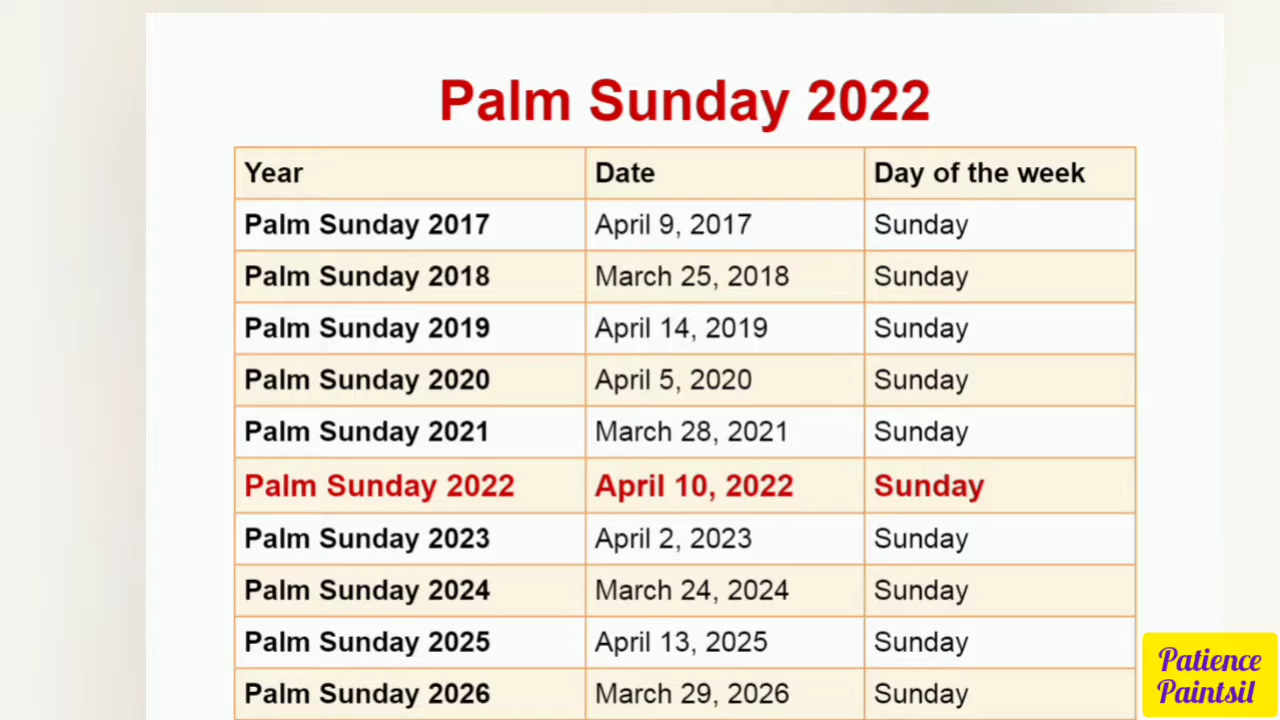 Palm Sunday 2022
Year Date Day of the week
Palm Sunday 2017 April 9, 2017 Sunday
Palm Sunday 2018 March 25, 2018 Sunday
Palm Sunday 2019 April 14, 2019 Sunday
Palm Sunday 2020 April 5, 2020 Sunday
Palm Sunday 2021 March 28, 2021 Sunday
Palm Sunday 2022 April 10, 2022 Sunday
Palm Sunday 2023 April 2, 2023 Sunday
Palm Sunday 2024 March 24, 2024 Sunday
Palm Sunday 2025 April 13, 2025 Sunday
Palm Sunday 2026 March 29, 2026 Sunday
Patience
Paintsil